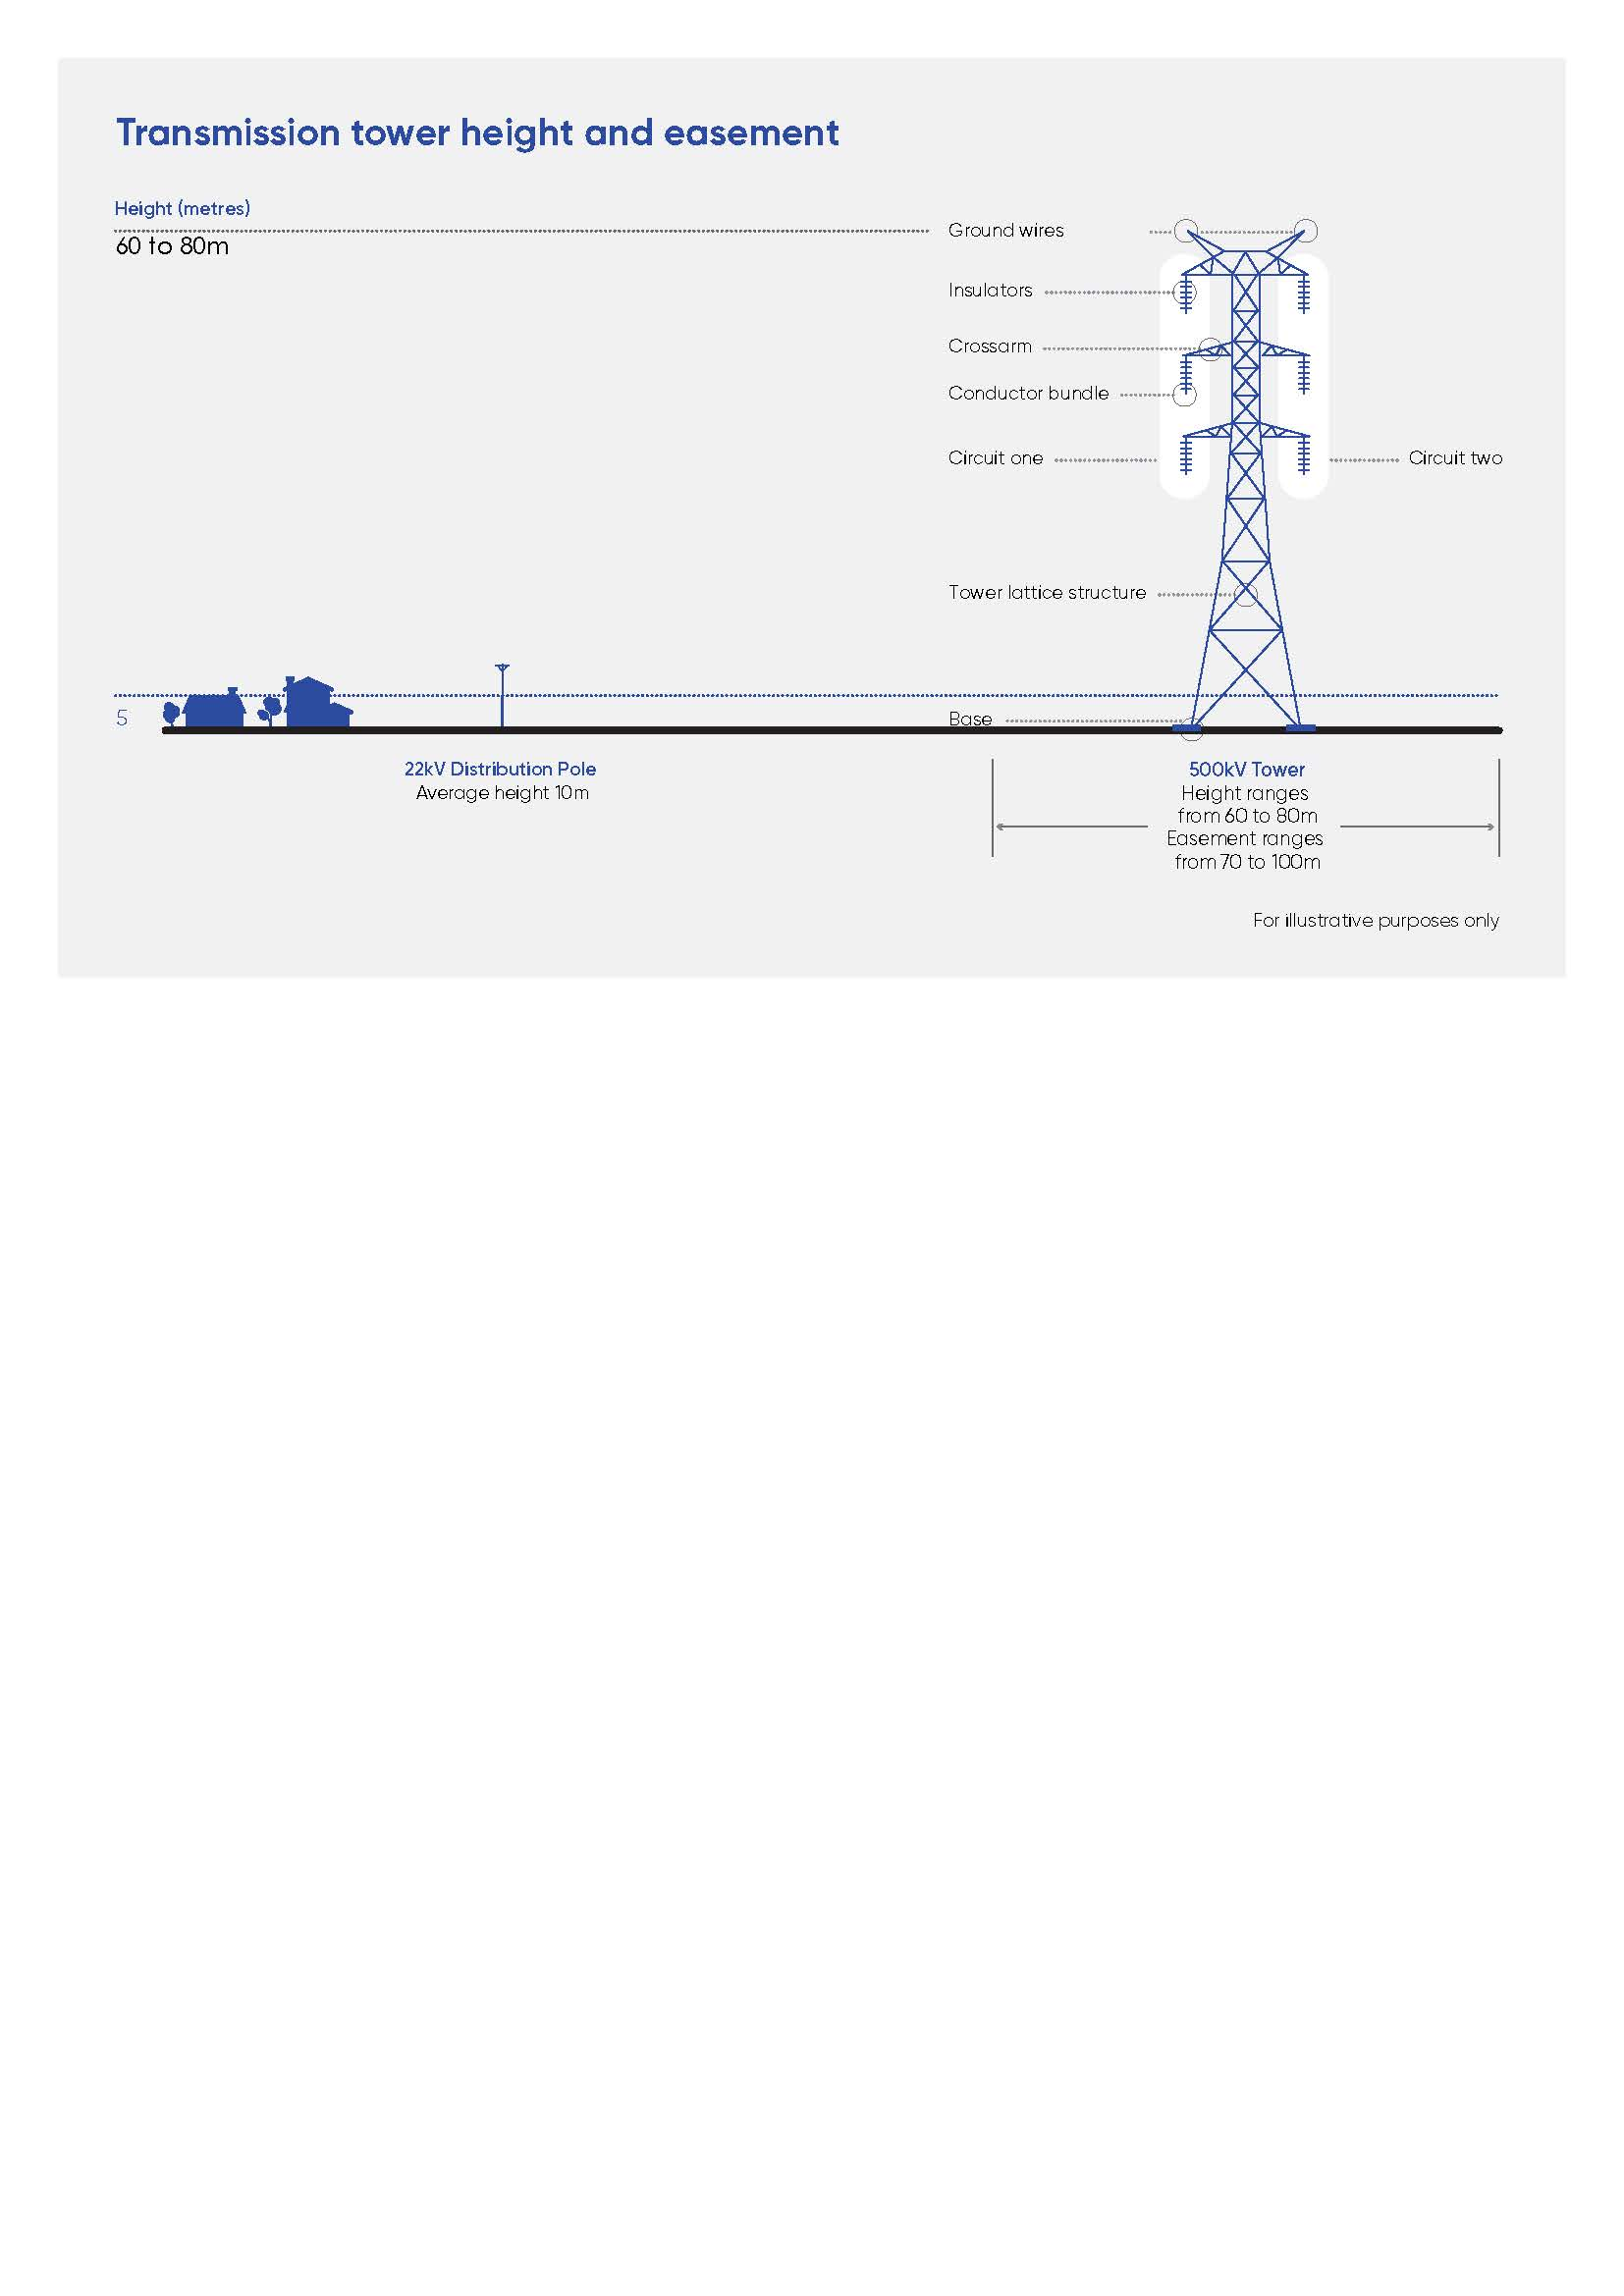 Transmission tower height and easement
Height (metres)
60 to 80m
Ground wires
Insulators
Crossarm
Conductor bundle
Circuit one
Circuit two
Tower lattice structure
5
Base
22kV Distribution Pole
Average height 10m
500kV Tower
Height ranges
from 60 to 80m
Easement ranges
from 70 to 100m
For illustrative purposes only